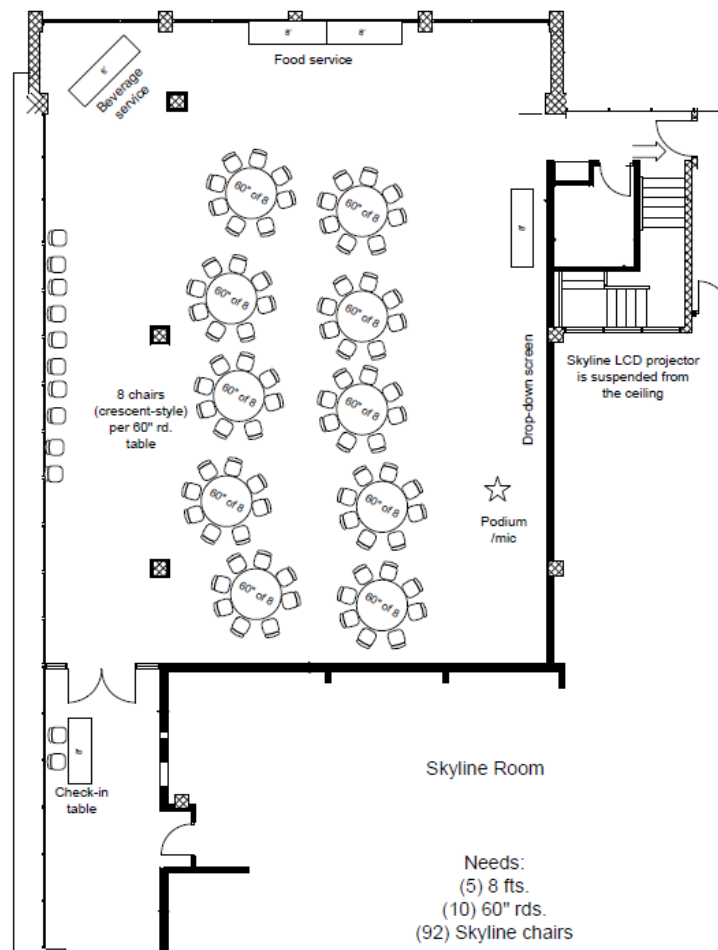 8'
8'
Food service
8'
Beverage
service
60" of 8
60" of 8
8'
60" of 8
60" of 8
Drop-down screen
Skyline LCD projector
is suspended from
the ceiling
8 chairs
(crescent-style)
per 60" rd.
table
60" of 8
60" of 8
60" of 8
60" of 8
Podium
/mic
60" of 8
60" of 8
8'
Check-in
table
Skyline Room
Needs:
(5) 8 fts.
(10) 60" rds.
(92) Skyline chairs